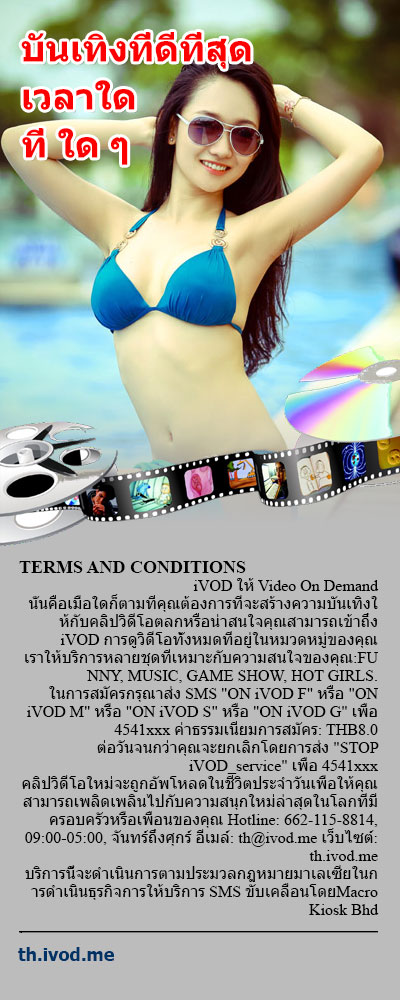 บันเทิงที่ดีที่สุด
เวลาใด
ที่ ใด ๆ
TERMS AND CONDITIONS
iVOD ให้ Video On Demand
นั่นคือเมื่อใดก็ตามที่คุณต้องการที่จะสร้างความบันเทิงใ
ห้กับคลิปวิดีโอตลกหรือน่าสนใจคุณสามารถเข้าถึง
iVOD การดูวิดีโอทั้งหมดที่อยู่ในหมวดหมู่ของคุณ
เราให้บริการหลายชุดที่เหมาะกับความสนใจของคุณ:FU
NNY, MUSIC, GAME SHOW, HOT GIRLS.
ในการสมัครกรุณาส่ง SMS "ON iVOD F" หรือ "ON
iVOD M" หรือ "ON iVOD S" หรือ "ON iVOD G" เพื่อ
4541xxx ค่าธรรมเนียมการสมัคร: THB8.0
ต่อวันจนกว่าคุณจะยกเลิกโดยการส่ง "STOP
iVOD_service" เพื่อ 4541xxx
คลิปวิดีโอใหม่จะถูกอัพโหลดในชีวิตประจำวันเพื่อให้คุณ
สามารถเพลิดเพลินไปกับความสนุกใหม่ล่าสุดในโลกที่มี
ครอบครัวหรือเพื่อนของคุณ Hotline: 662-115-8814,
09:00-05:00, จันทร์ถึงศุกร์ อีเมล์: th@ivod.me เว็บไซต์:
th.ivod.me
บริการนี้จะดำเนินการตามประมวลกฎหมายมาเลเซียในก
ารดำเนินธุรกิจการให้บริการ SMS ขับเคลื่อนโดยMacro
Kiosk Bhd
th.ivod.me